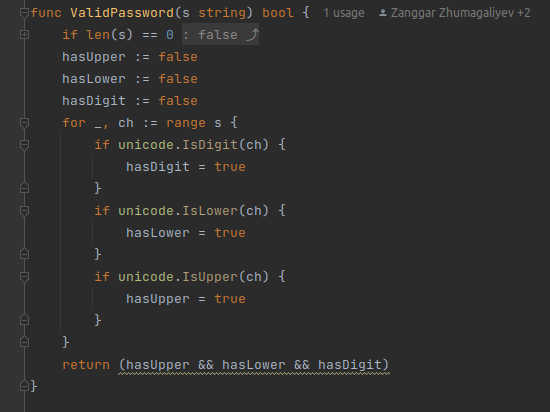 func ValidPassword(s string) bool {   1 usage   Zanggar Zhumagaliyev +2
    if len(s) == 0 : false ⤴
    hasUpper := false
    hasLower := false
    hasDigit := false
    for _, ch := range s {
        if unicode.IsDigit(ch) {
            hasDigit = true
        }
        if unicode.IsLower(ch) {
            hasLower = true
        }
        if unicode.IsUpper(ch) {
            hasUpper = true
        }
    }
    return (hasUpper && hasLower && hasDigit)
}